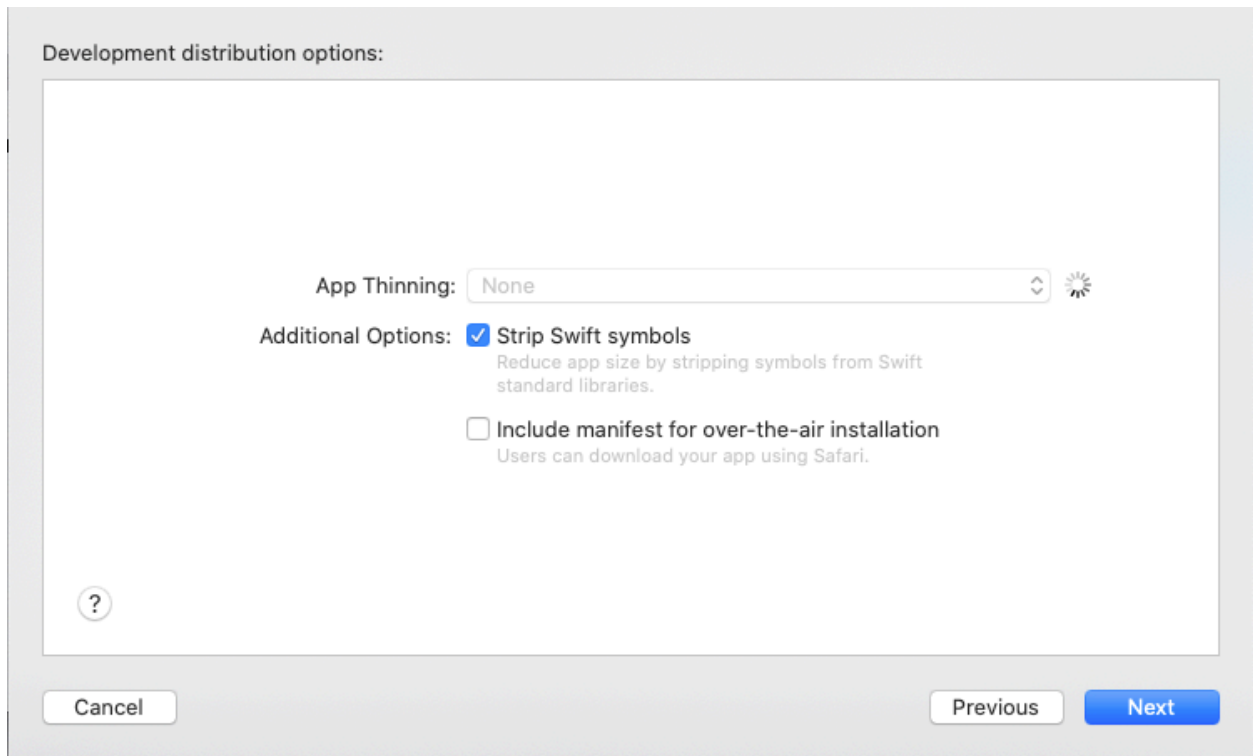 Development distribution options:
App Thinning: None
Additional Options: Strip Swift symbols
Reduce app size by stripping symbols from Swift
standard libraries.
Include manifest for over-the-air installation
Users can download your app using Safari.
?
Cancel Previous Next